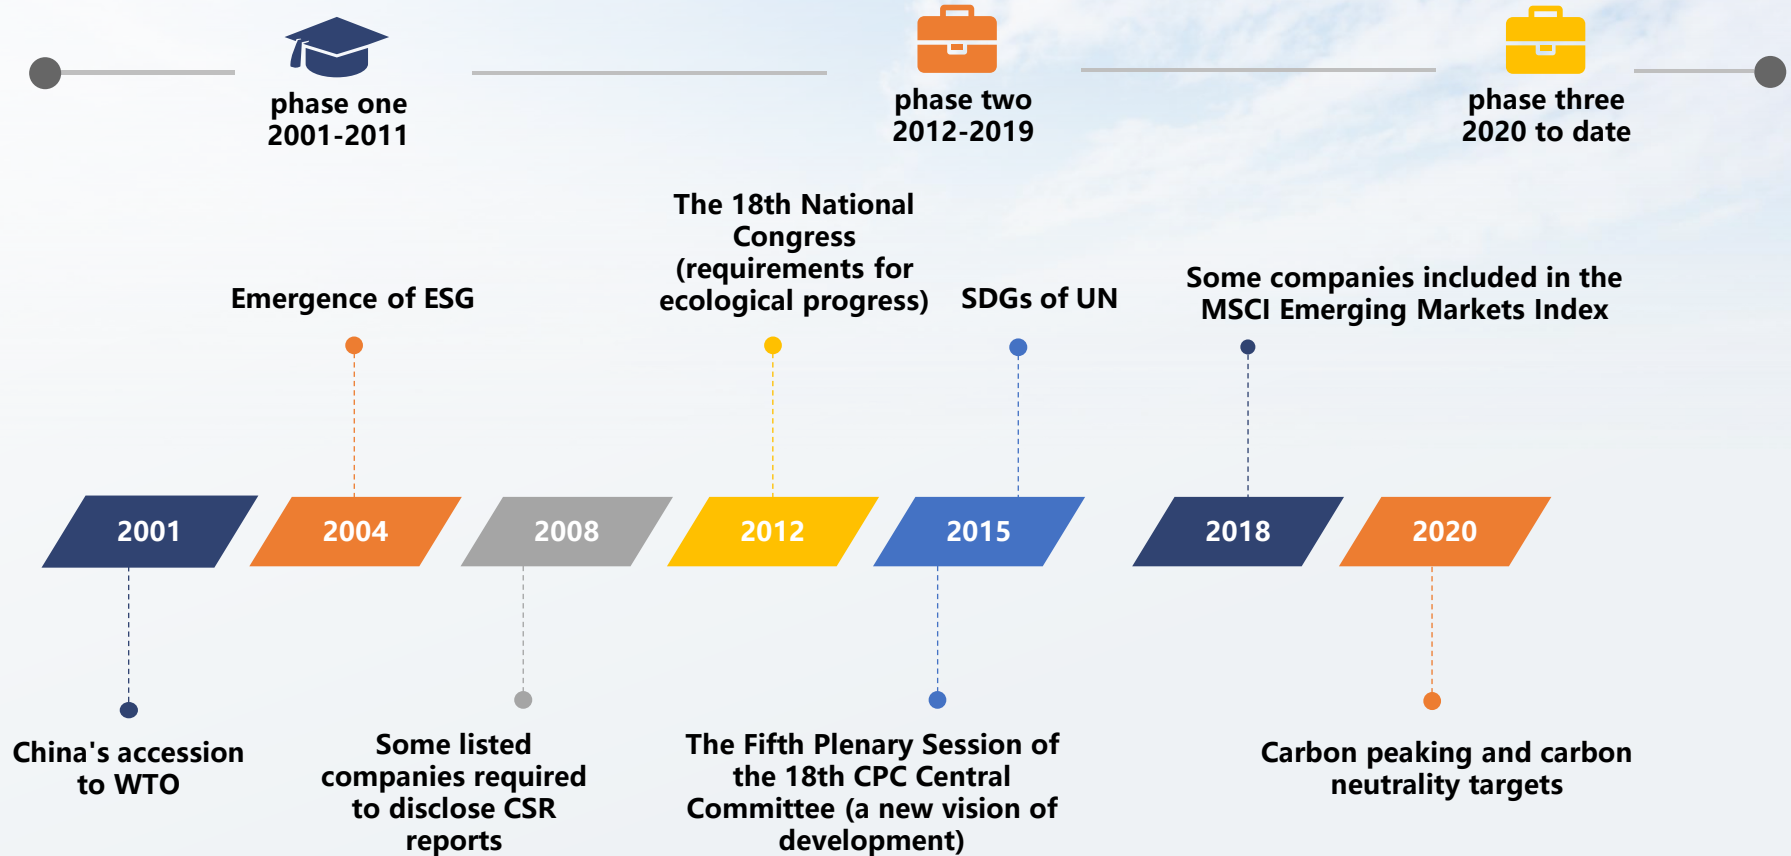 phase one
2001-2011
phase two
2012-2019
phase three
2020 to date
Emergence of ESG
The 18th National
Congress
(requirements for
ecological progress)
SDGs of UN
Some companies included in the
MSCI Emerging Markets Index
2001
2004
2008
2012
2015
2018
2020
China's accession
to WTO
Some listed
companies required
to disclose CSR
reports
The Fifth Plenary Session of
the 18th CPC Central
Committee (a new vision of
development)
Carbon peaking and carbon
neutrality targets